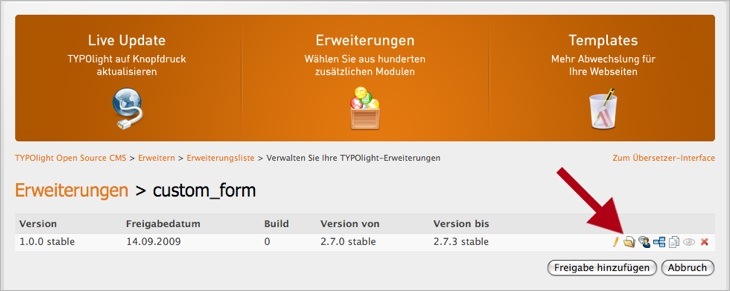 Live Update
TYPOlight auf Knopfdruck
aktualisieren
Erweiterungen
Wählen Sie aus hunderten
zusätzlichen Modulen
Templates
Mehr Abwechslung für
Ihre Webseiten
TYPOlight Open Source CMS > Erweitern > Erweiterungsliste > Verwalten Sie Ihre TYPOlight-Erweiterungen
Zum Übersetzer-Interface
Erweiterungen > custom_form
Version Freigabedatum Build Version von Version bis
1.0.0 stable 14.09.2009 0 2.7.0 stable 2.7.3 stable
Freigabe hinzufügen Abbruch